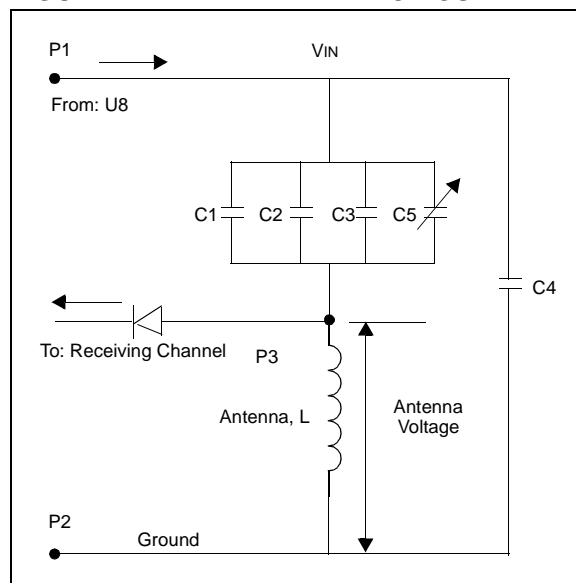 P1
VIN
From: U8
C1
C2
C3
C5
C4
To: Receiving Channel
P3
Antenna, L
Antenna
Voltage
P2
Ground